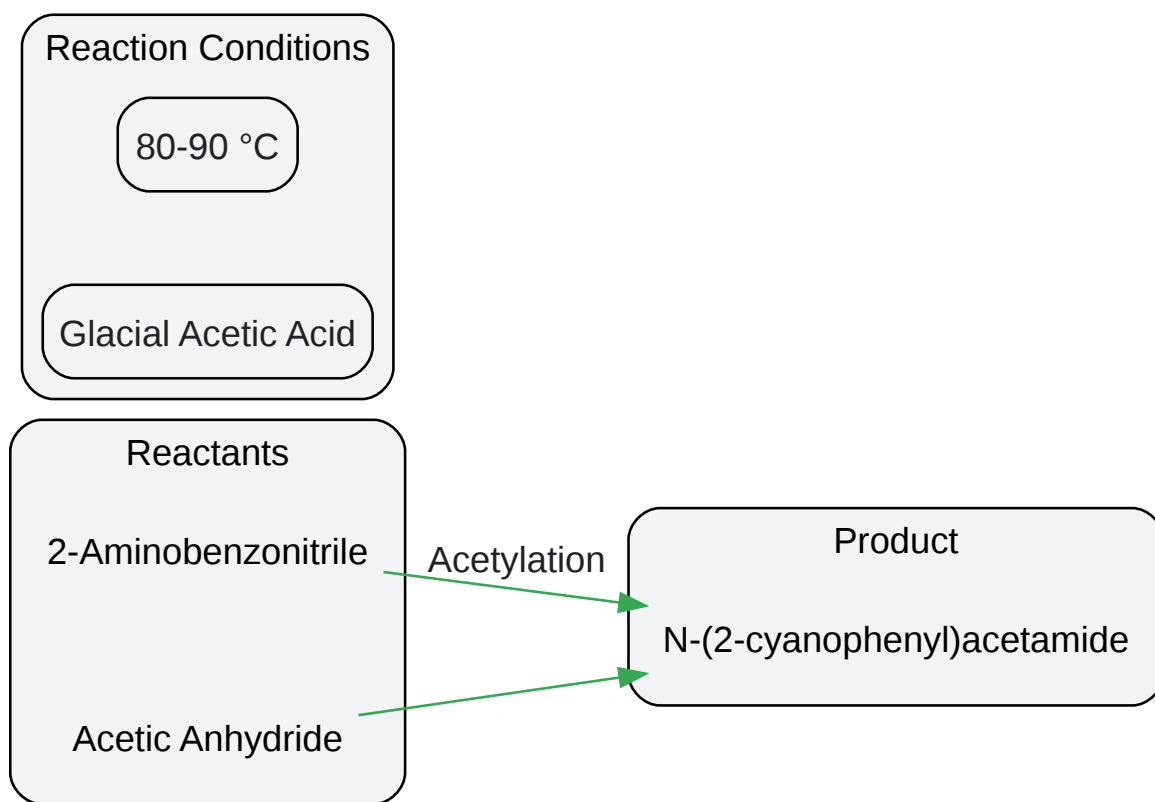 Reaction Conditions
80-90 °C
Glacial Acetic Acid
Reactants
2-Aminobenzonitrile
Acetylation
Acetic Anhydride
Product
N-(2-cyanophenyl)acetamide